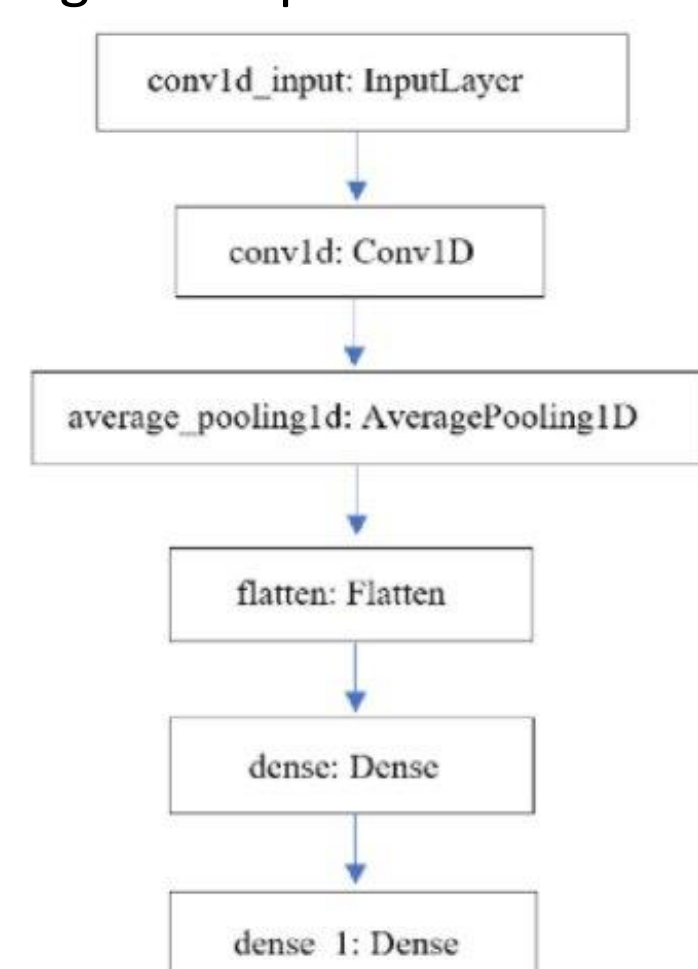 conv1d_input: InputLayer
conv1d: Conv1D
average_pooling1d: AveragePooling1D
flatten: Flatten
dense: Dense
dense_1: Dense